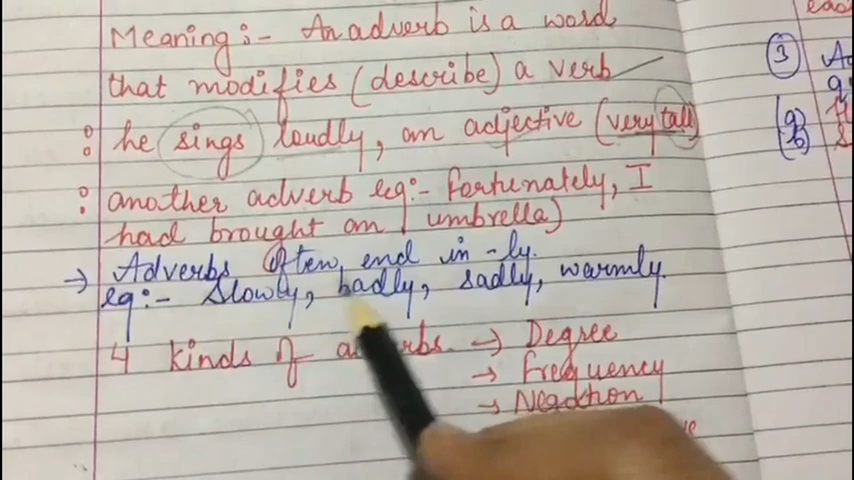 Meaning:- An adverb is a word
that modifies (describe) a verb
: he sings loudly, an adjective (very tall)
: another adverb eg:- Fortunately, I
had brought an umbrella)
→ Adverbs often end in -ly.
eg:- Slowly, badly, sadly, warmly.
4 kinds of adverbs → Degree
→ Frequency
→
3
(a)
(b)